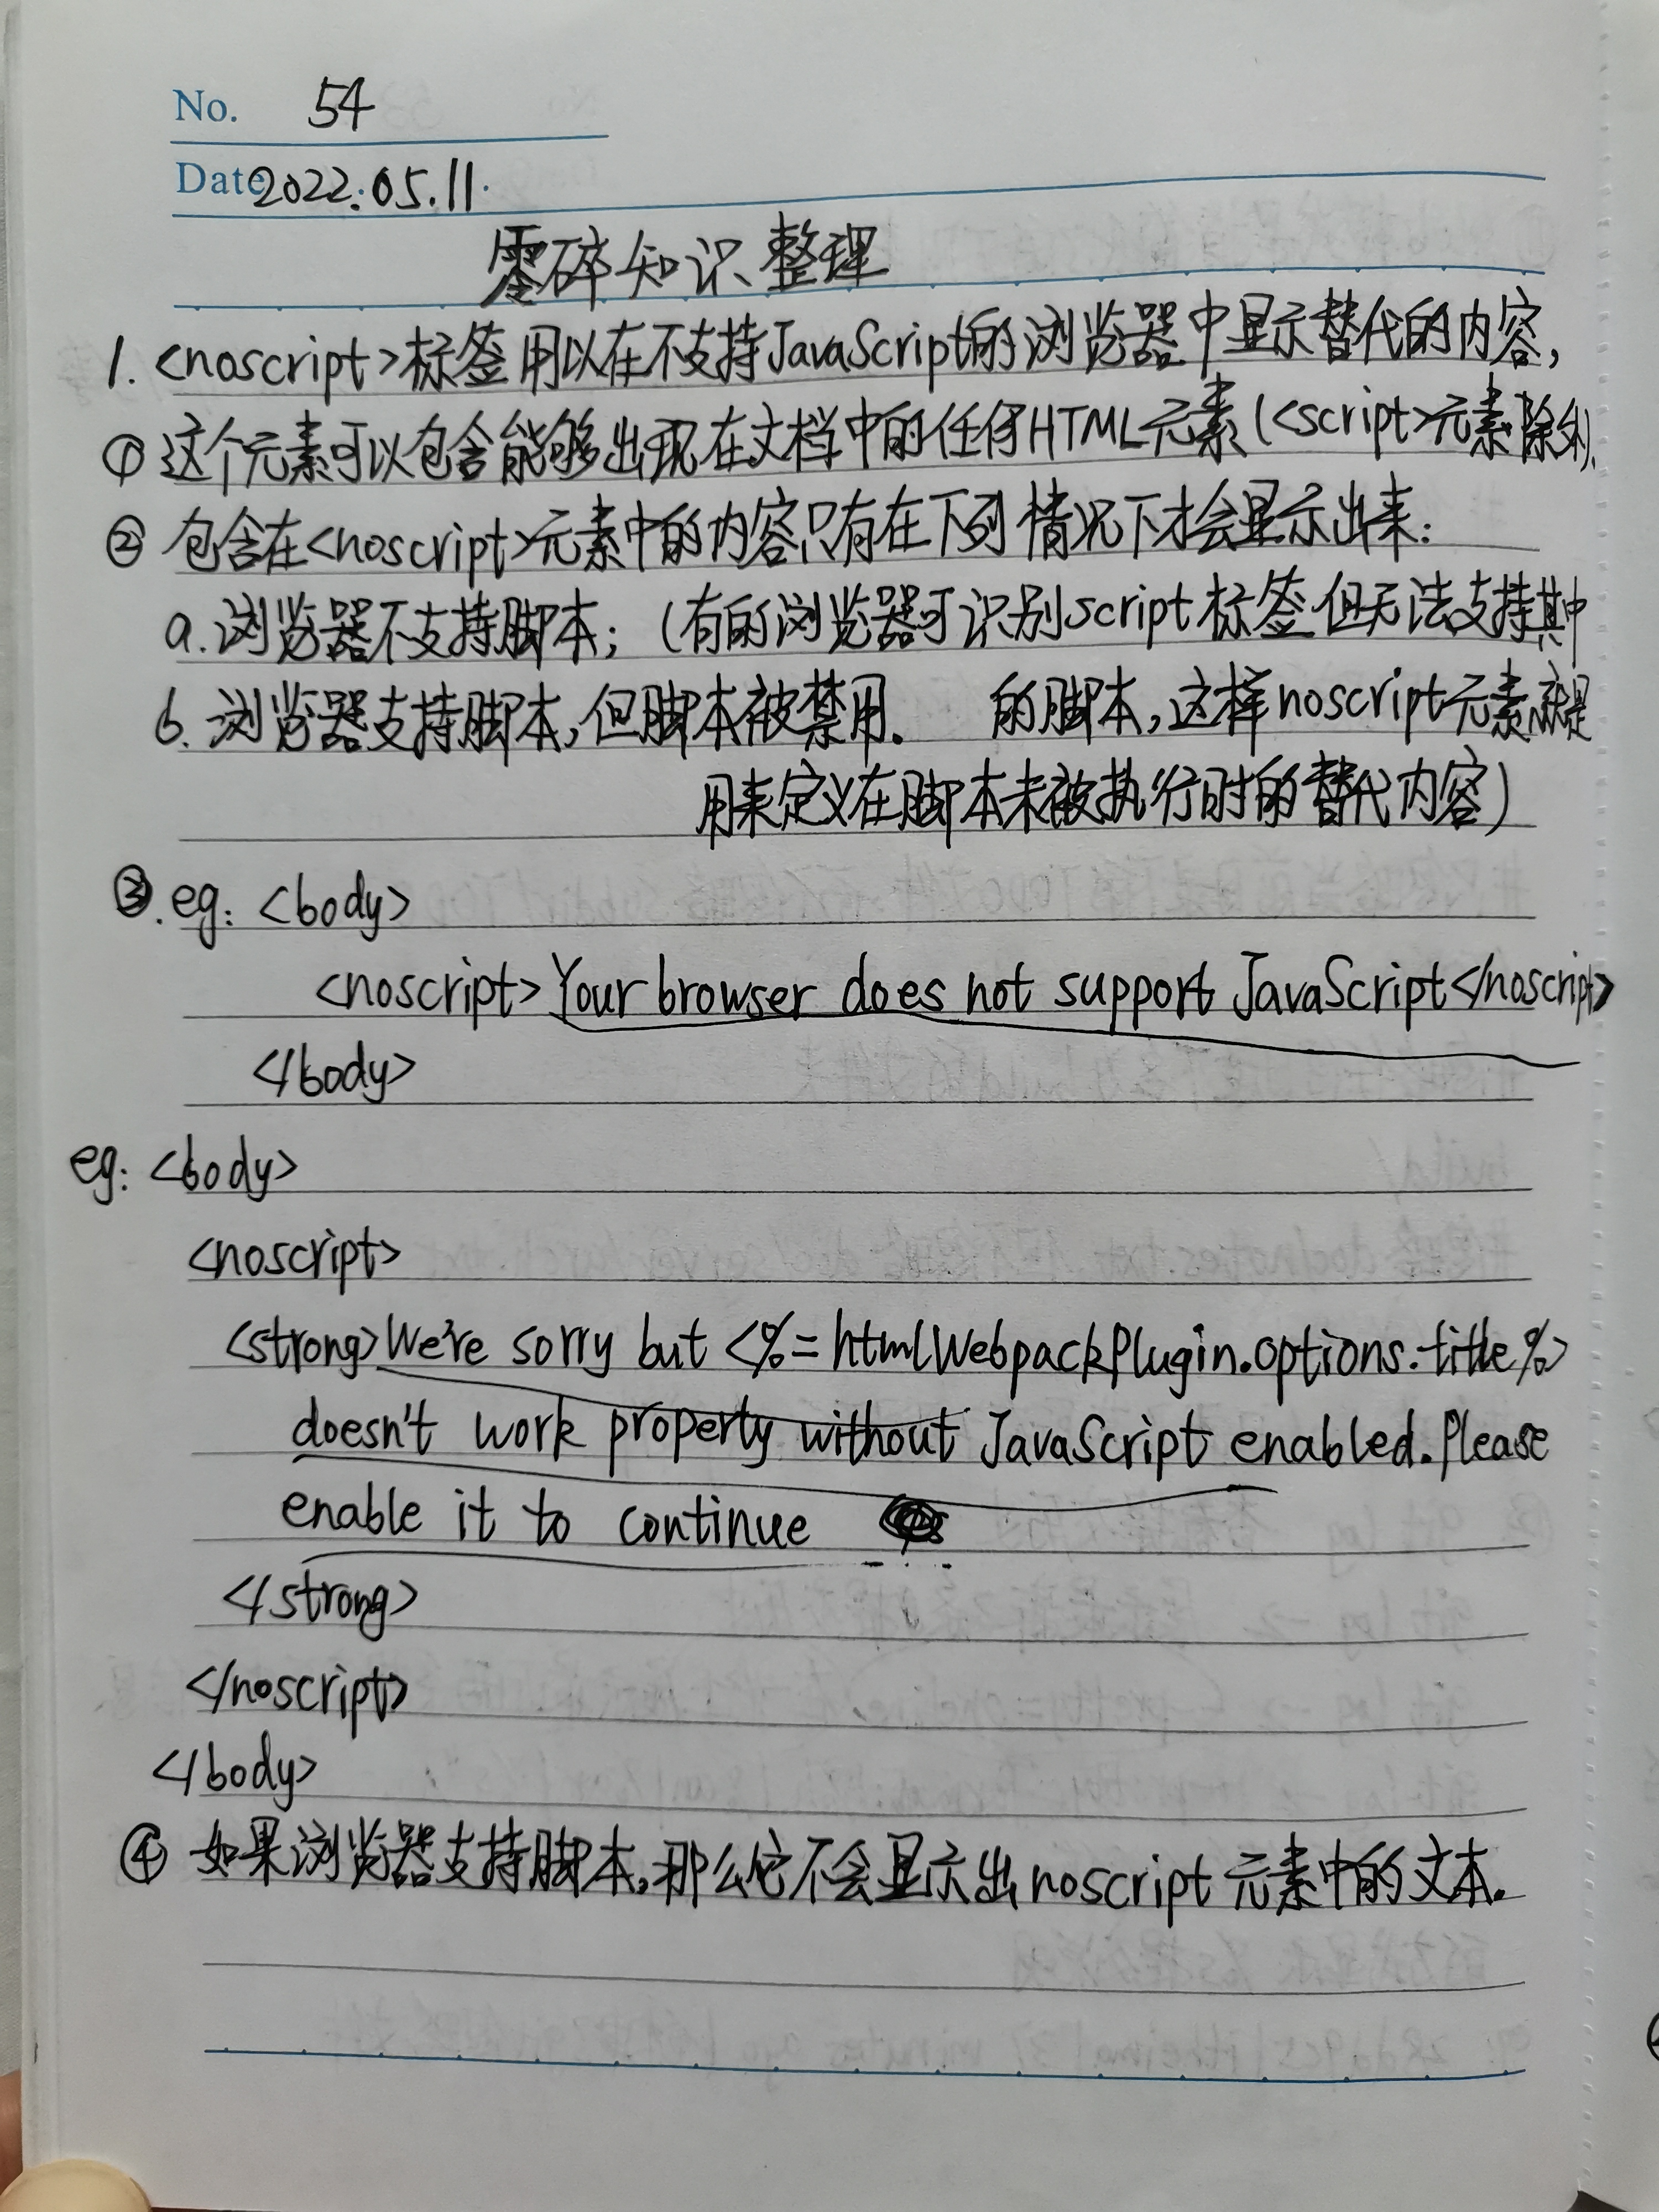 No. 54
Date 2022.05.11.
零碎知识整理
1. <noscript>标签用以在不支持JavaScript的浏览器中显示替代的内容,
① 这个元素可以包含能够出现在文档中的任何HTML元素(<script>元素除外).
② 包含在<noscript>元素中的内容只有在下列情况下才会显示出来:
a. 浏览器不支持脚本; (有的浏览器可识别script标签但无法支持其中
b. 浏览器支持脚本,但脚本被禁用. 的脚本,这样noscript元素就是
用来定义在脚本未被执行时的替代内容)
③. eg: <body>
<noscript>Your browser does not support JavaScript</noscript>
</body>
eg: <body>
<noscript>
<strong>We're sorry but <%= htmlWebpackPlugin.options.title%>
doesn't work property without JavaScript enabled. Please
enable it to continue
</strong>
</noscript>
</body>
④ 如果浏览器支持脚本,那么它不会显示出noscript元素中的文本.